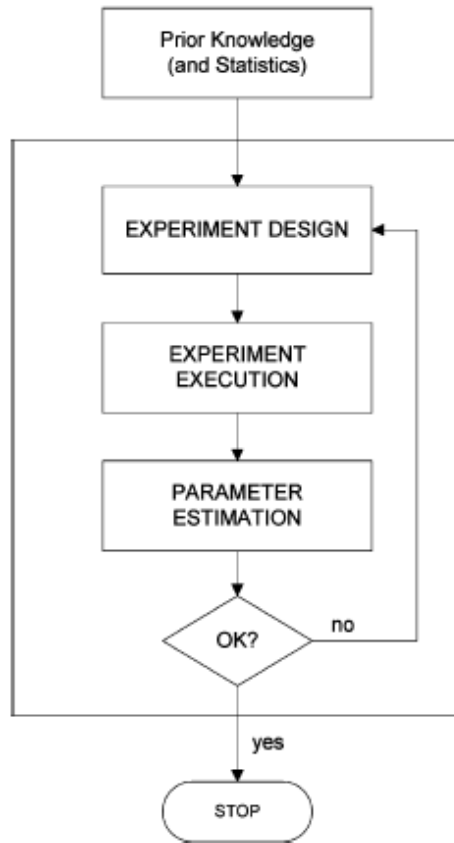 Prior Knowledge
(and Statistics)
EXPERIMENT DESIGN
EXPERIMENT
EXECUTION
PARAMETER
ESTIMATION
OK?
no
yes
STOP